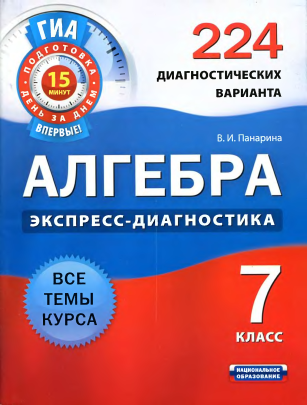 ГИА
ПОДГОТОВКА
15
МИНУТ
ДЕНЬ ЗА ДНЕМ
ВПЕРВЫЕ!
224
ДИАГНОСТИЧЕСКИХ
ВАРИАНТА
В. И. Панарина
АЛГЕБРА
ЭКСПРЕСС-ДИАГНОСТИКА
ВСЕ
ТЕМЫ
КУРСА
7
КЛАСС
НАЦИОНАЛЬНОЕ
ОБРАЗОВАНИЕ